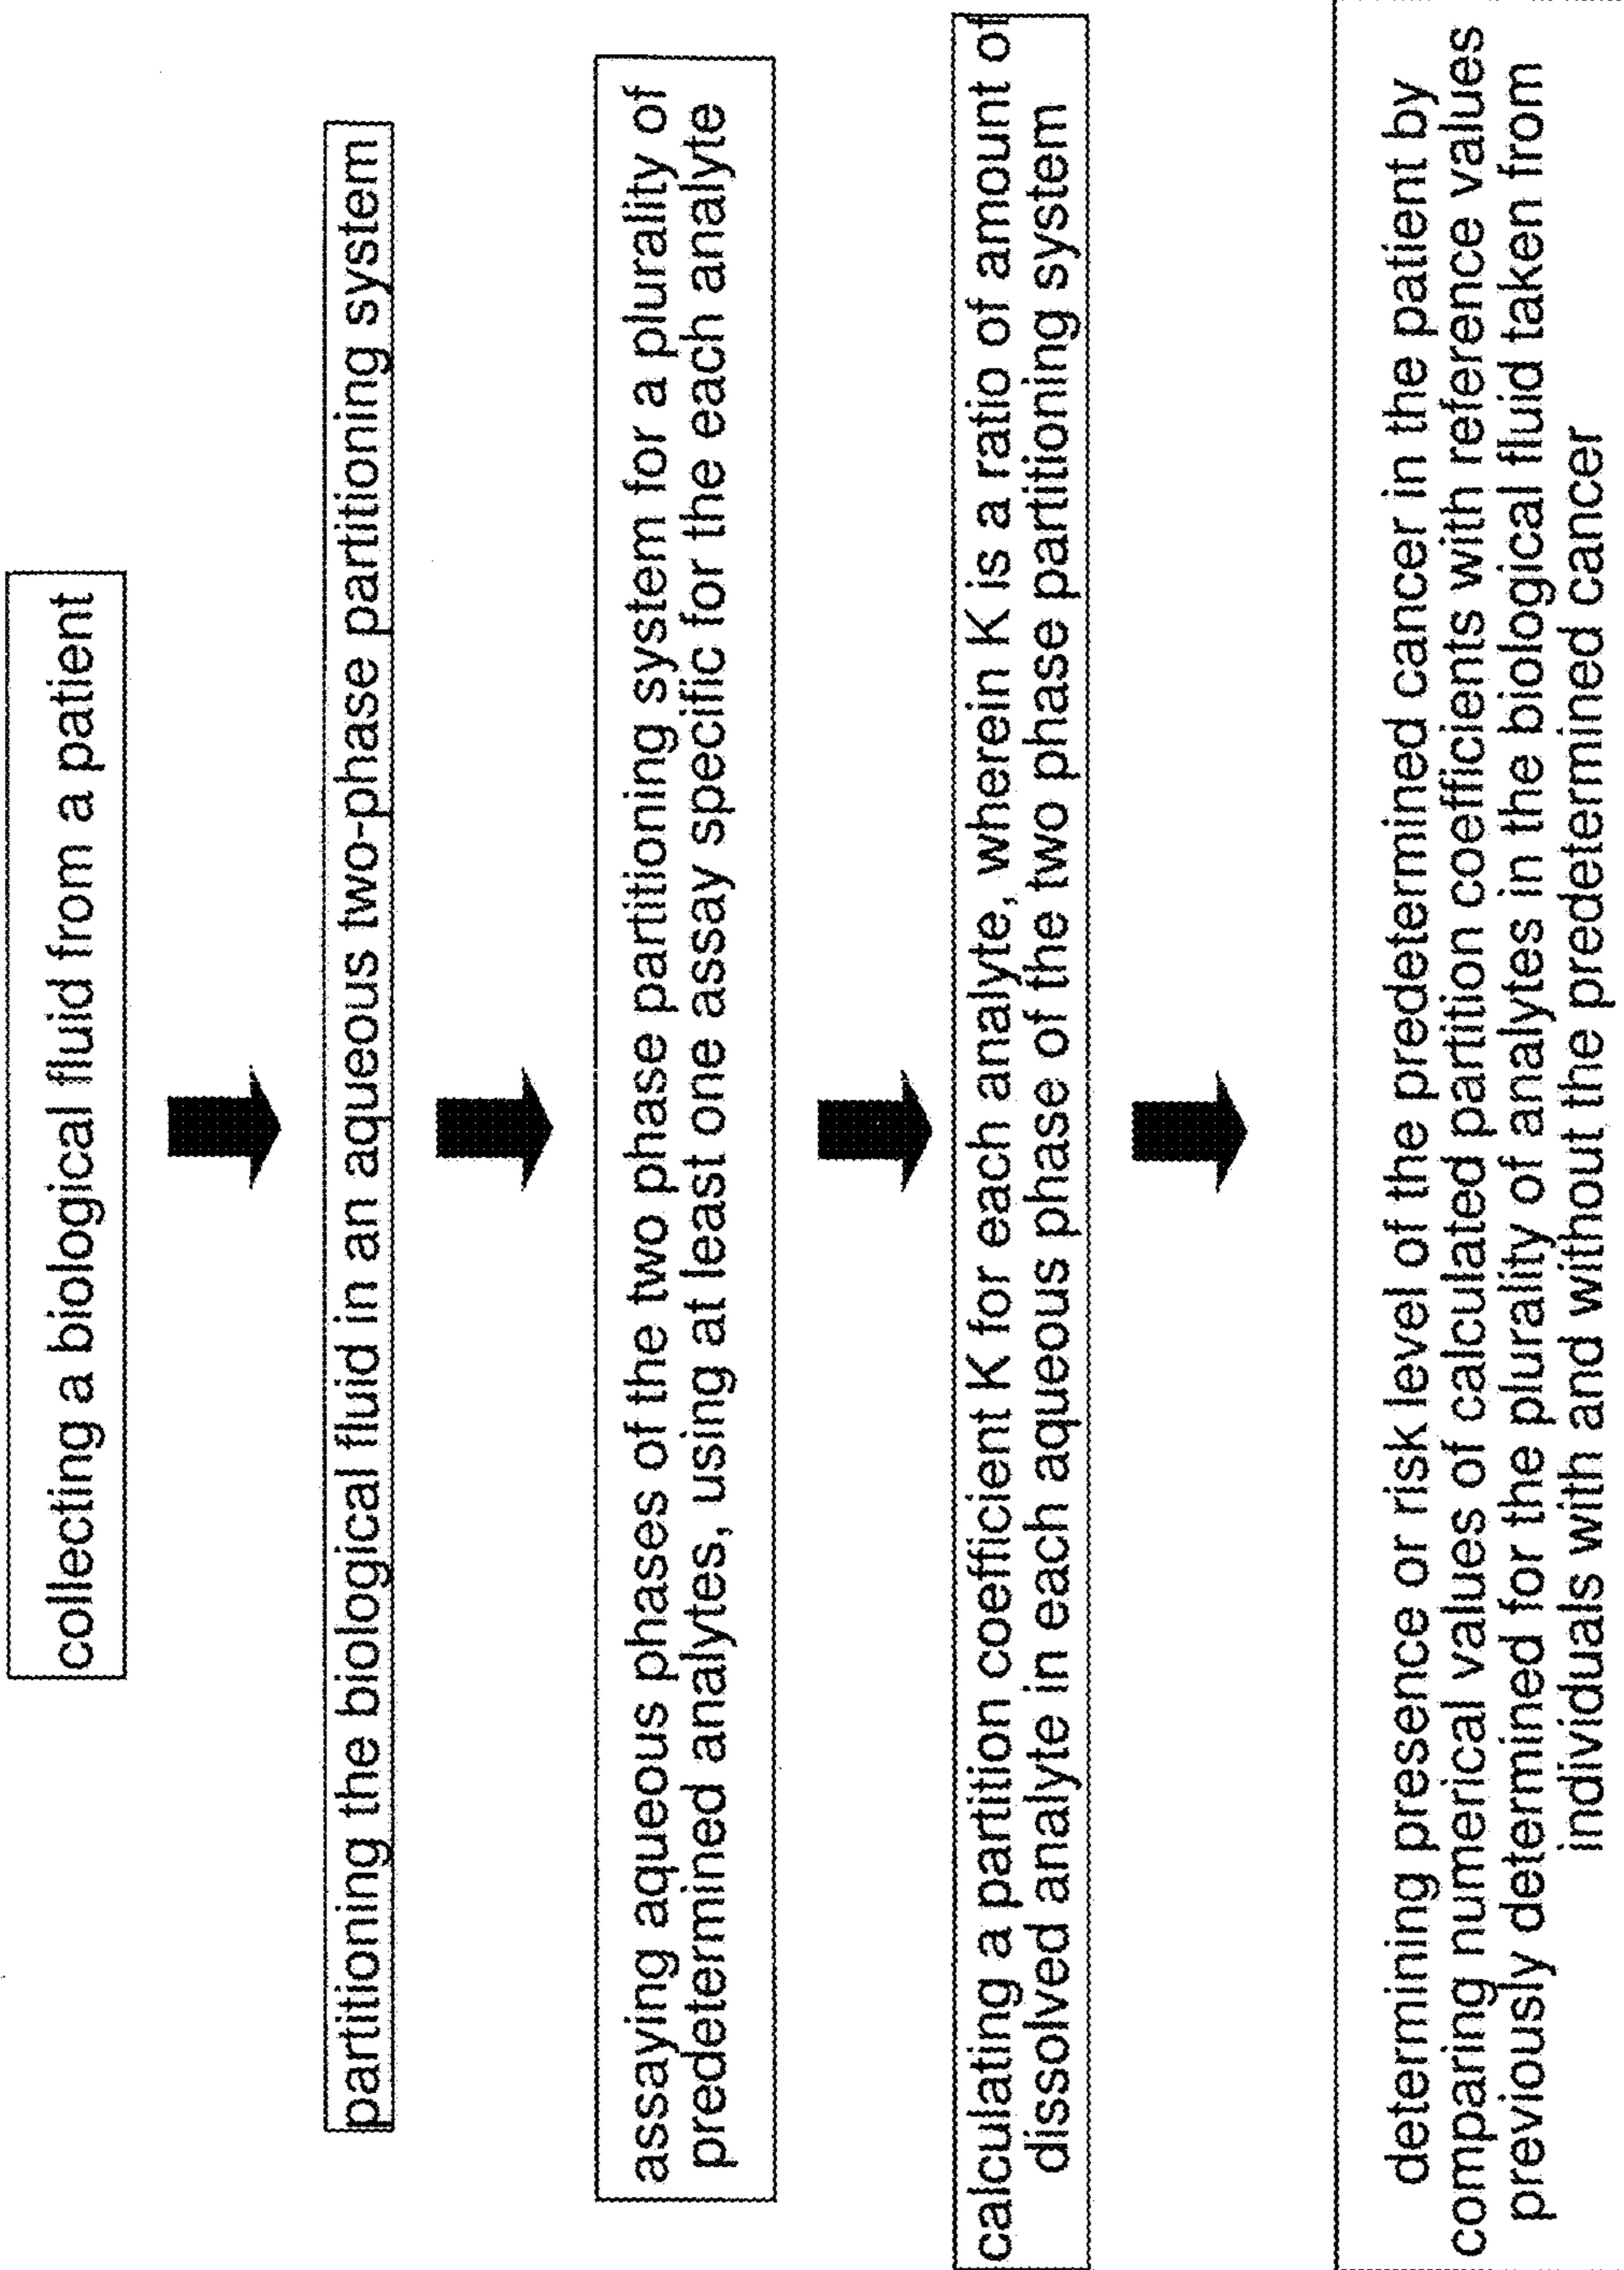 collecting a biological fluid from a patient
partitioning the biological fluid in an aqueous two-phase partitioning system
assaying aqueous phases of the two phase partitioning system for a plurality of
predetermined analytes, using at least one assay specific for the each analyte
calculating a partition coefficient K for each analyte, wherein K is a ratio of amount of
dissolved analyte in each aqueous phase of the two phase partitioning system
determining presence or risk level of the predetermined cancer in the patient by
comparing numerical values of calculated partition coefficients with reference values
previously determined for the plurality of analytes in the biological fluid taken from
individuals with and without the predetermined cancer